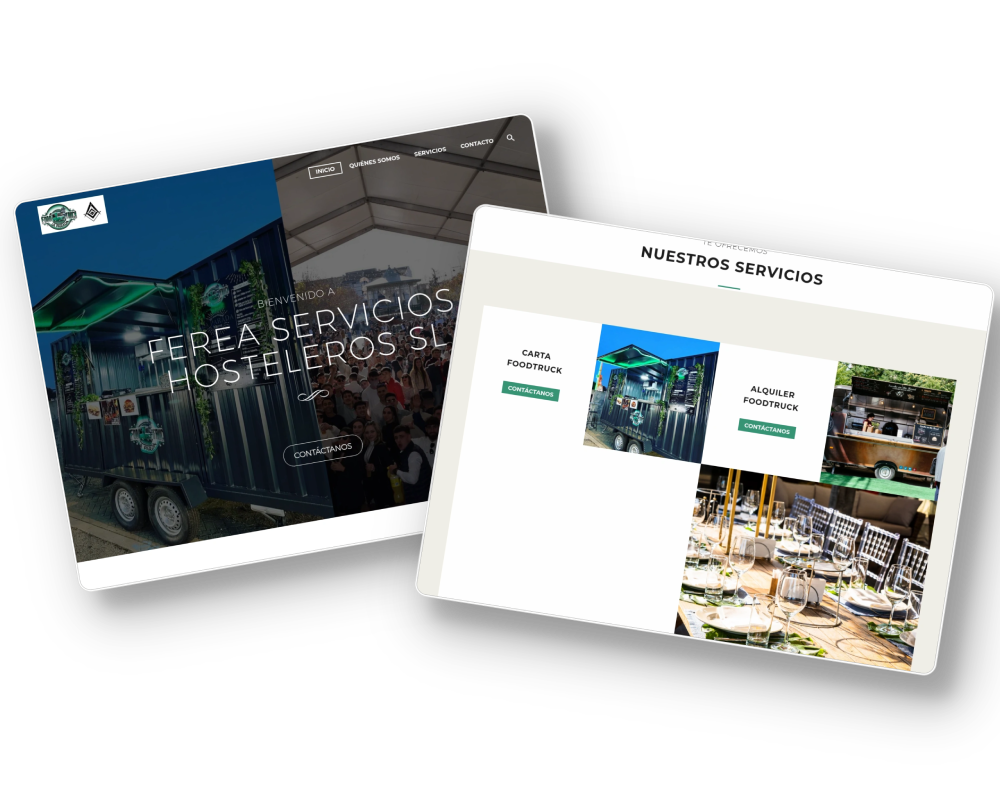 INICIO
QUIÉNES SOMOS
SERVICIOS
CONTACTO
BIENVENIDO A
FEREA SERVICIOS
HOSTELEROS SL
CONTÁCTANOS
TE OFRECEMOS
NUESTROS SERVICIOS
CARTA
FOODTRUCK
CONTÁCTANOS
ALQUILER
FOODTRUCK
CONTÁCTANOS